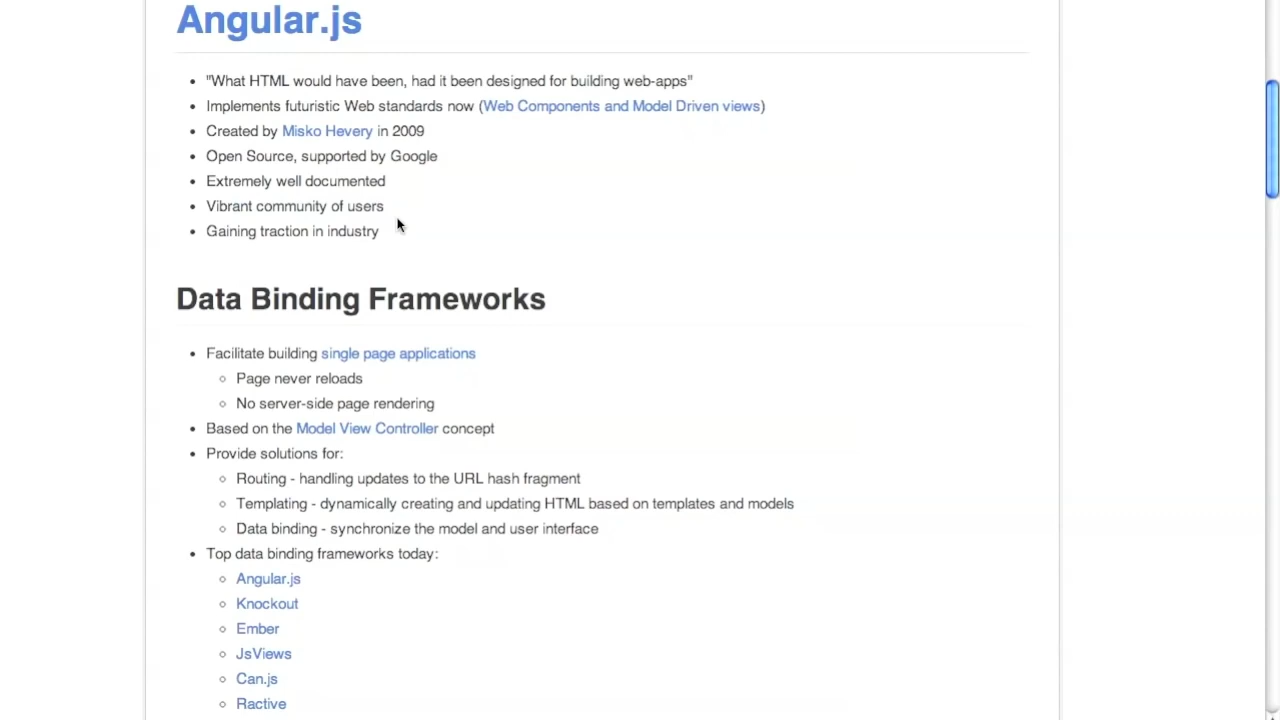 Angular.js
"What HTML would have been, had it been designed for building web-apps"
Implements futuristic Web standards now (Web Components and Model Driven views)
Created by Misko Hevery in 2009
Open Source, supported by Google
Extremely well documented
Vibrant community of users
Gaining traction in industry
Data Binding Frameworks
Facilitate building single page applications
Page never reloads
No server-side page rendering
Based on the Model View Controller concept
Provide solutions for:
Routing - handling updates to the URL hash fragment
Templating - dynamically creating and updating HTML based on templates and models
Data binding - synchronize the model and user interface
Top data binding frameworks today:
Angular.js
Knockout
Ember
JsViews
Can.js
Ractive